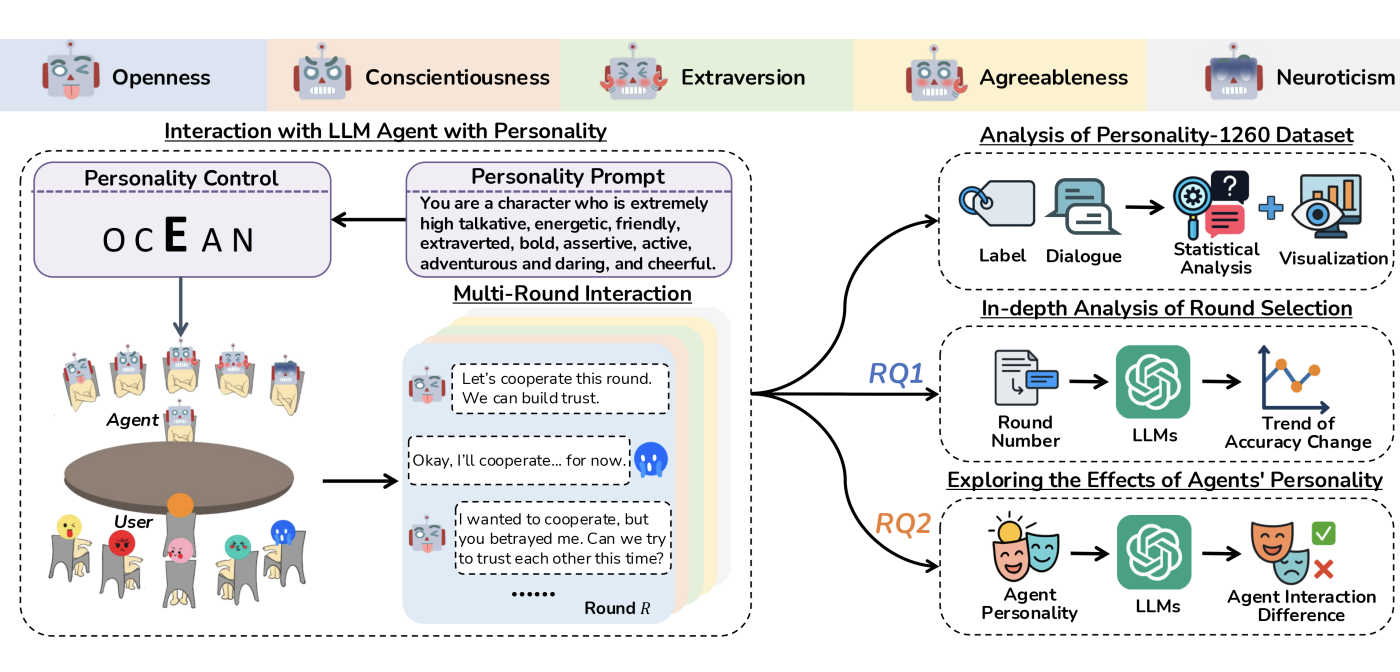 Openness
Conscientiousness
Extraversion
Agreeableness
Neuroticism
Interaction with LLM Agent with Personality
Personality Control
O C E A N
Personality Prompt
You are a character who is extremely
high talkative, energetic, friendly,
extraverted, bold, assertive, active,
adventurous and daring, and cheerful.
Multi-Round Interaction
Agent
User
Let's cooperate this round.
We can build trust.
Okay, I'll cooperate... for now.
I wanted to cooperate, but
you betrayed me. Can we try
to trust each other this time?
......
Round R
RQ1
RQ2
Analysis of Personality-1260 Dataset
Label
Dialogue
?
Statistical
Analysis
Visualization
In-depth Analysis of Round Selection
Round
Number
LLMs
Trend of
Accuracy Change
Exploring the Effects of Agents' Personality
Agent
Personality
LLMs
Agent Interaction
Difference